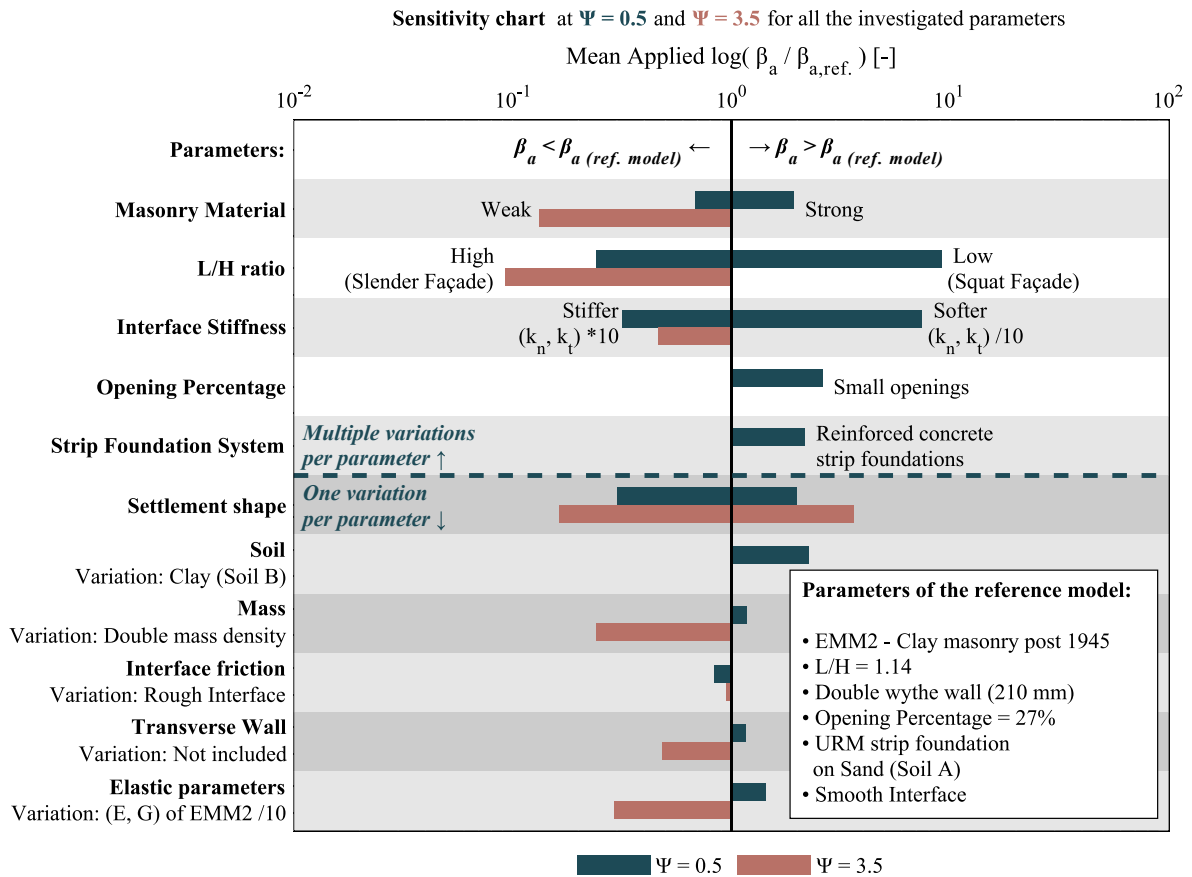 Sensitivity chart at Ψ = 0.5 and Ψ = 3.5 for all the investigated parameters
Mean Applied log( βa / βa,ref. ) [-]
10-2 10-1 100 101 102
Parameters:
βa < βa (ref. model) ←
→ βa > βa (ref. model)
Masonry Material
Weak
Strong
L/H ratio
High
(Slender Façade)
Low
(Squat Façade)
Interface Stiffness
Stiffer
(kn, kt) *10
Softer
(kn, kt) /10
Opening Percentage
Small openings
Strip Foundation System
Multiple variations
per parameter ↑
Reinforced concrete
strip foundations
Settlement shape
One variation
per parameter ↓
Soil
Variation: Clay (Soil B)
Mass
Variation: Double mass density
Interface friction
Variation: Rough Interface
Transverse Wall
Variation: Not included
Elastic parameters
Variation: (E, G) of EMM2 /10
Parameters of the reference model:
• EMM2 - Clay masonry post 1945
• L/H = 1.14
• Double wythe wall (210 mm)
• Opening Percentage = 27%
• URM strip foundation
on Sand (Soil A)
• Smooth Interface
Ψ = 0.5 Ψ = 3.5